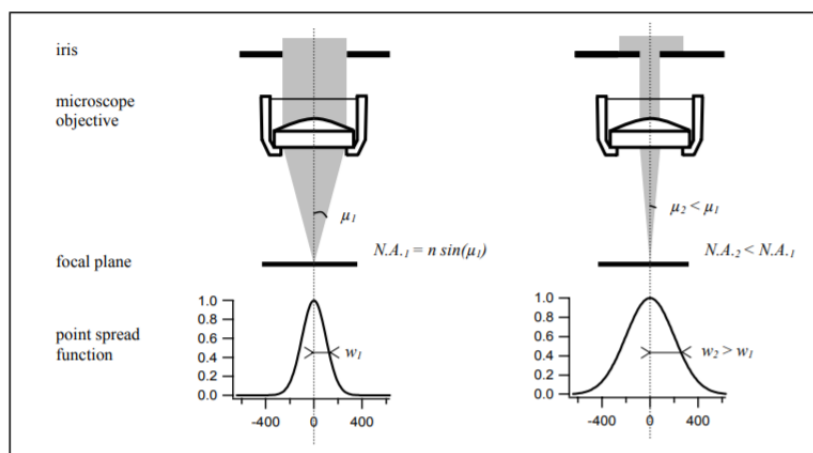 iris
microscope
objective
μ₁
μ₂ < μ₁
N.A.₁ = n sin(μ₁)
N.A.₂ < N.A.₁
focal plane
point spread
function
1.0
0.8
0.6
0.4
0.2
0.0
w₁
-400
0
400
1.0
0.8
0.6
0.4
0.2
0.0
w₂ > w₁
-400
0
400